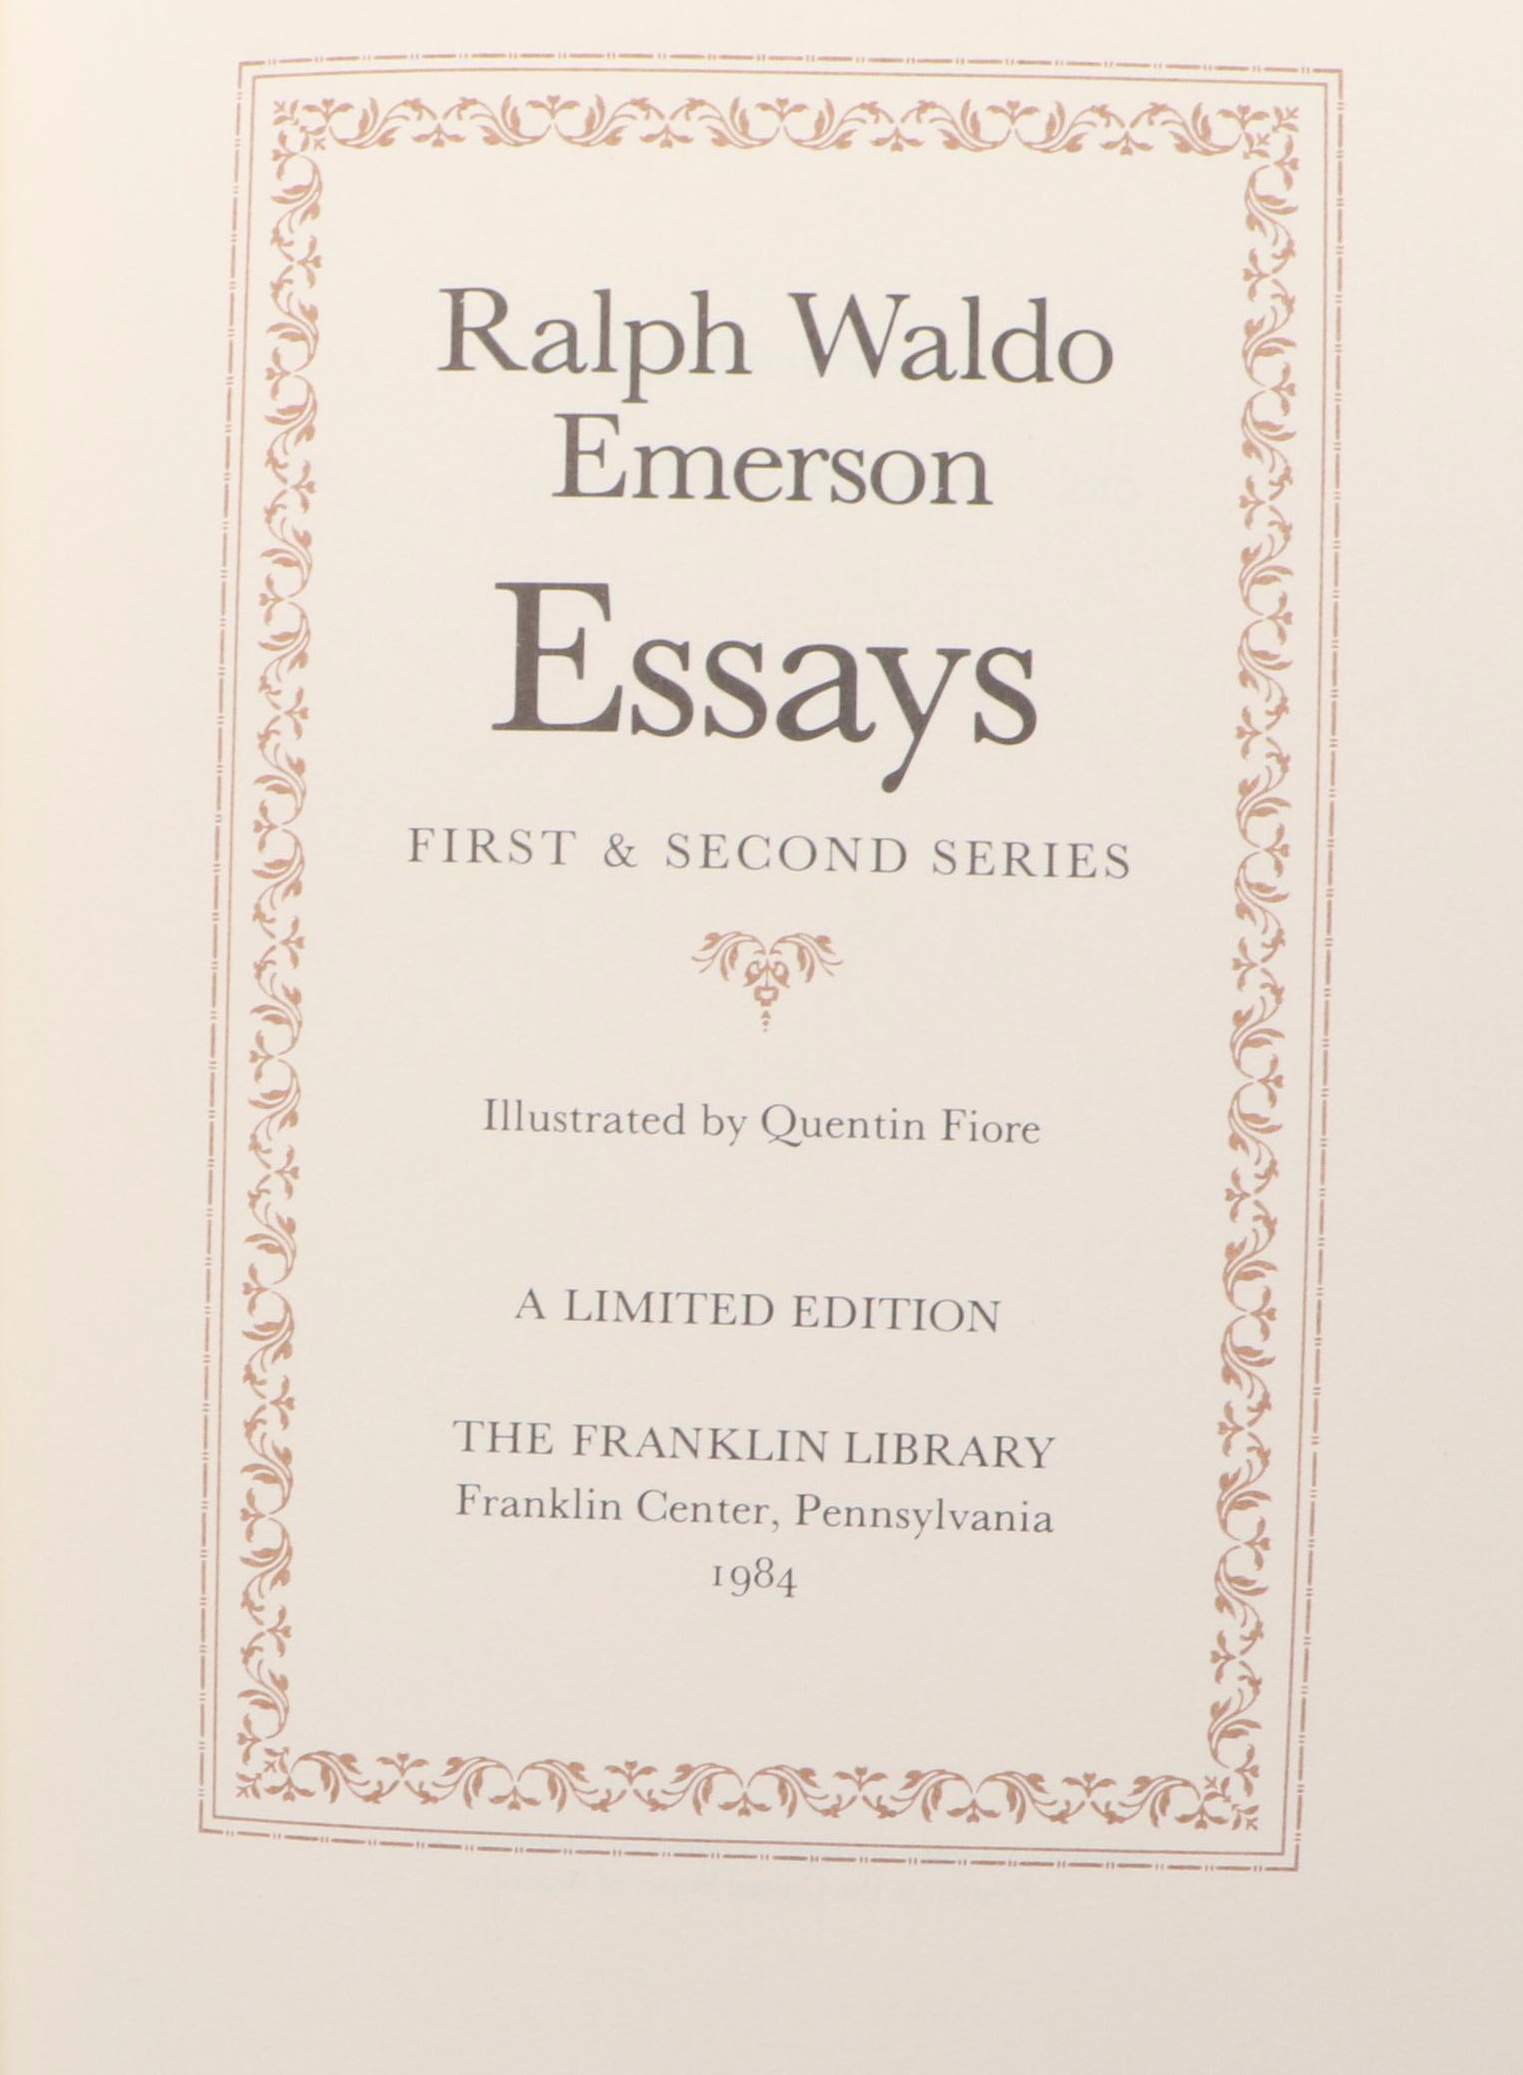 Ralph Waldo
Emerson
Essays
FIRST & SECOND SERIES
Illustrated by Quentin Fiore
A LIMITED EDITION
THE FRANKLIN LIBRARY
Franklin Center, Pennsylvania
1984